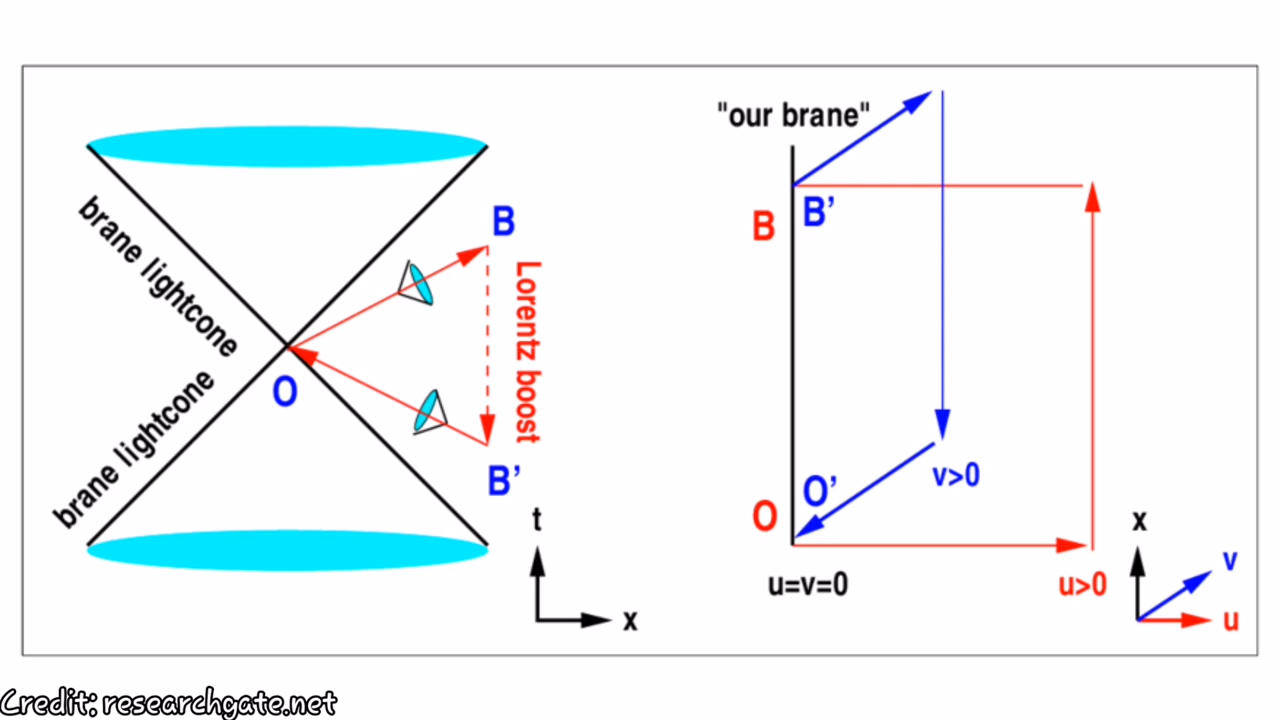 brane lightcone
brane lightcone
O
B
Lorentz boost
B’
t
x
"our brane"
B
B’
O
O’
v>0
u=v=0
u>0
x
v
u
Credit: researchgate.net